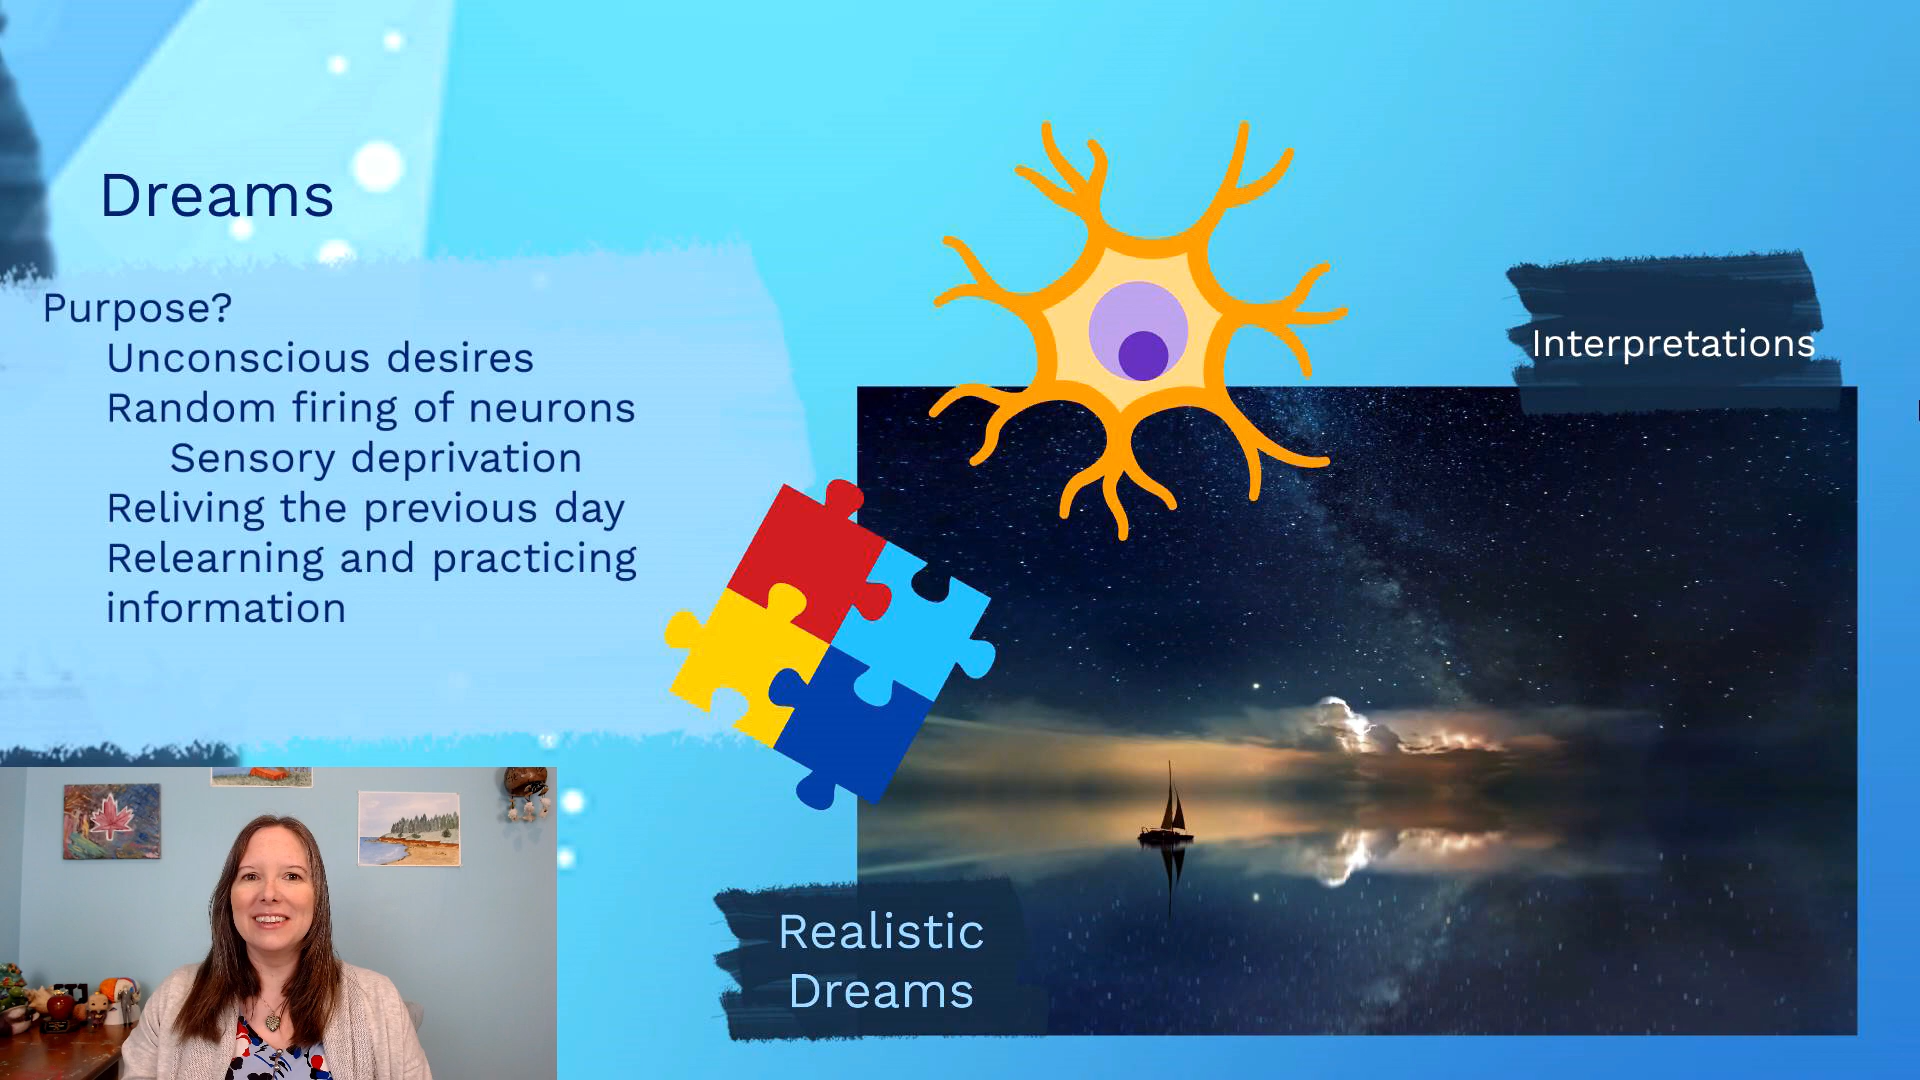 Dreams
Purpose?
Unconscious desires
Random firing of neurons
Sensory deprivation
Reliving the previous day
Relearning and practicing
information
Interpretations
Realistic
Dreams